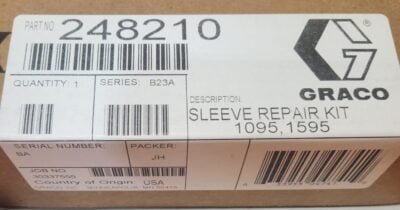 PART NO 248210
QUANTITY: 1 SERIES: B23A
GRACO
DESCRIPTION
SLEEVE REPAIR KIT
1095,1595
SERIAL NUMBER: PACKER:
BA JH
JOB NO
Country of Origin: USA